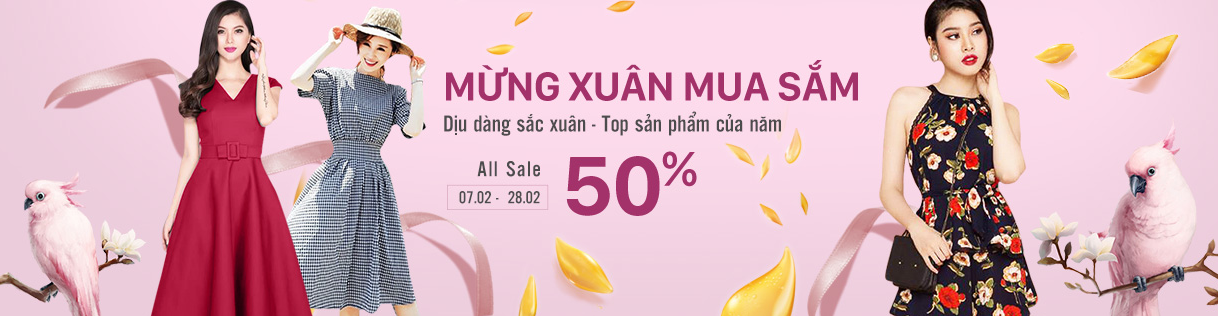 MỪNG XUÂN MUA SẮM
Dịu dàng sắc xuân - Top sản phẩm của năm
All Sale
07.02 - 28.02
50%